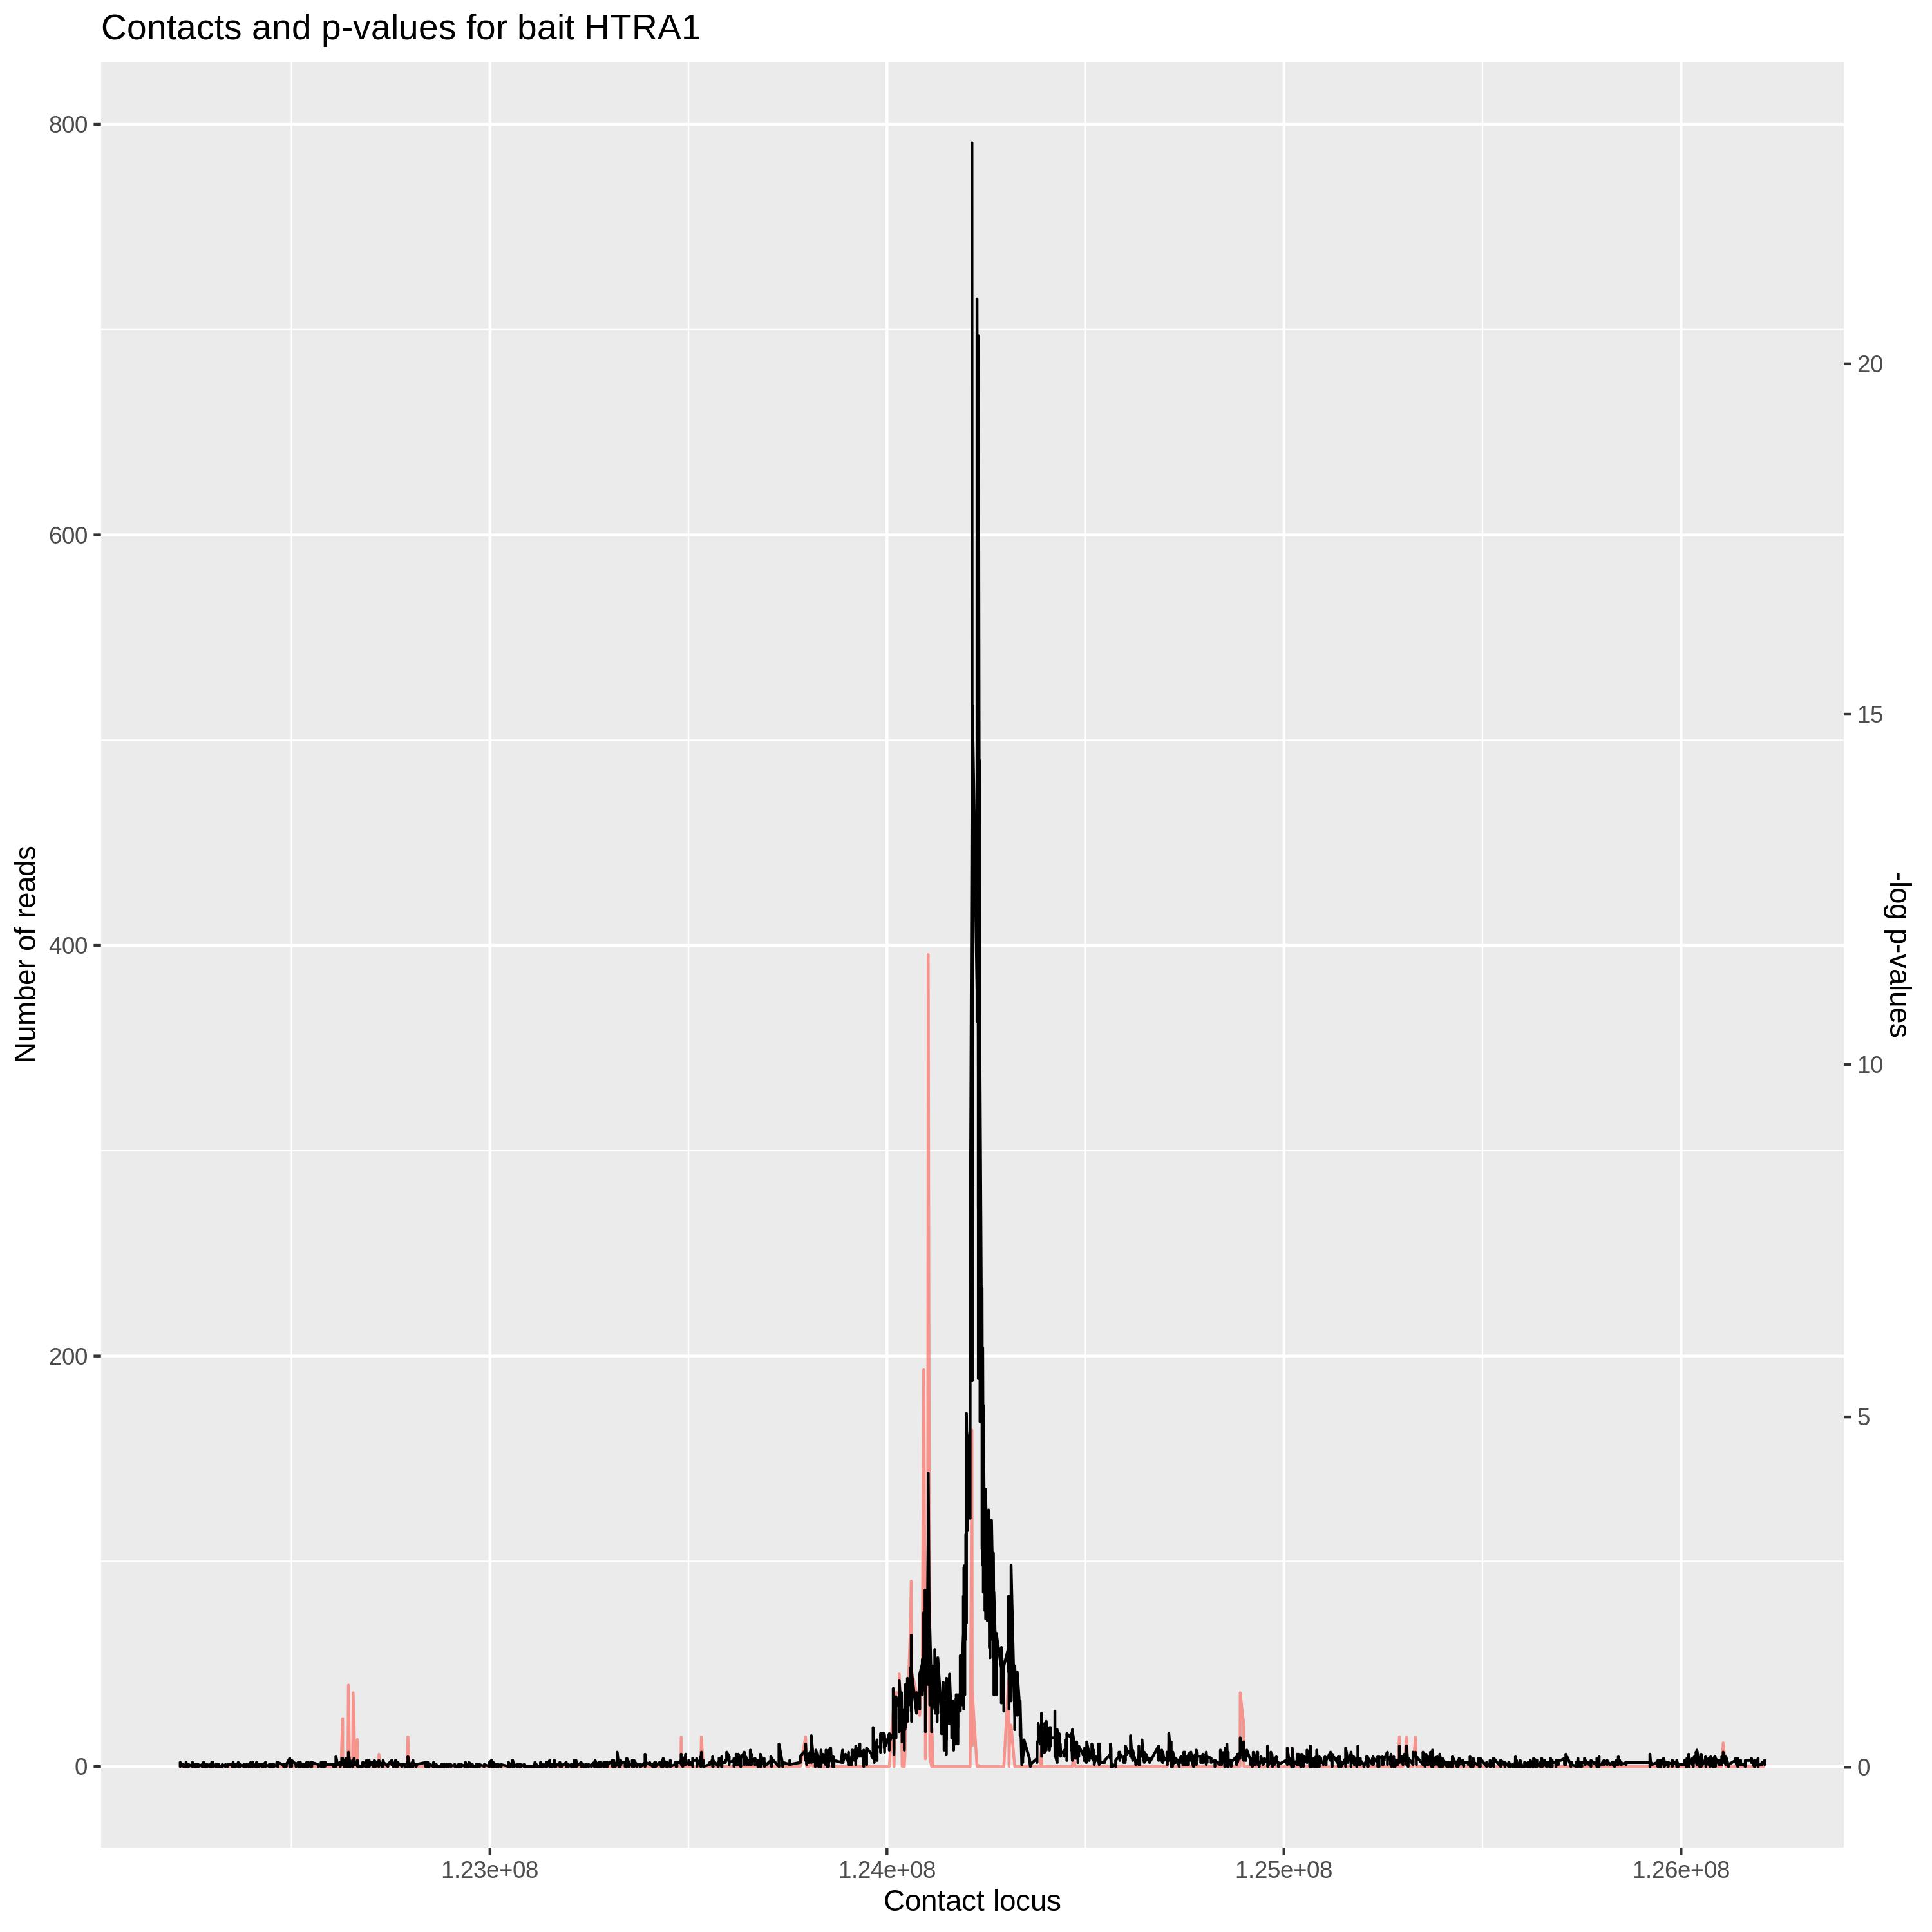 Contacts and p-values for bait HTRA1
800
600
400
200
0
Number of reads
20
15
10
5
0
-log p-values
1.23e+08
1.24e+08
1.25e+08
1.26e+08
Contact locus